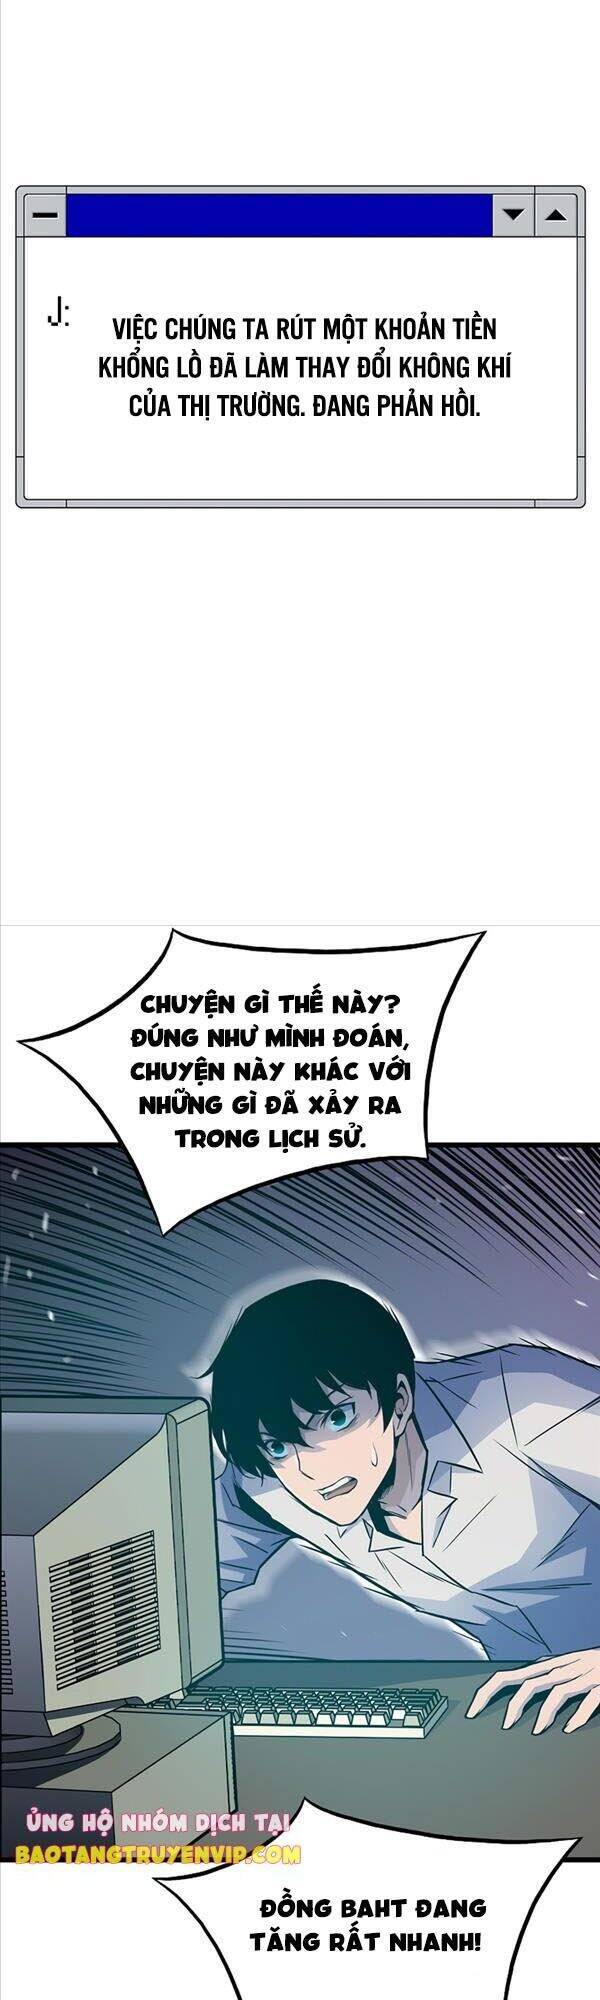 J:
VIỆC CHÚNG TA RÚT MỘT KHOẢN TIỀN
KHỔNG LỒ ĐÃ LÀM THAY ĐỔI KHÔNG KHÍ
CỦA THỊ TRƯỜNG. ĐANG PHẢN HỒI.
CHUYỆN GÌ THẾ NÀY?
ĐÚNG NHƯ MÌNH ĐOÁN,
CHUYỆN NÀY KHÁC VỚI
NHỮNG GÌ ĐÃ XẢY RA
TRONG LỊCH SỬ.
ỦNG HỘ NHÓM DỊCH TẠI
BAOTANGTRUYENVIP.COM
ĐỒNG BAHT ĐANG
TĂNG RẤT NHANH!